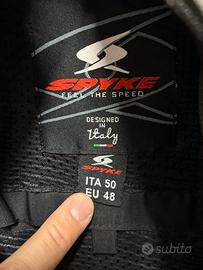 SPYKE
FEEL THE SPEED
DESIGNED
in
Italy
SPYKE
ITA 50
EU 48
subito